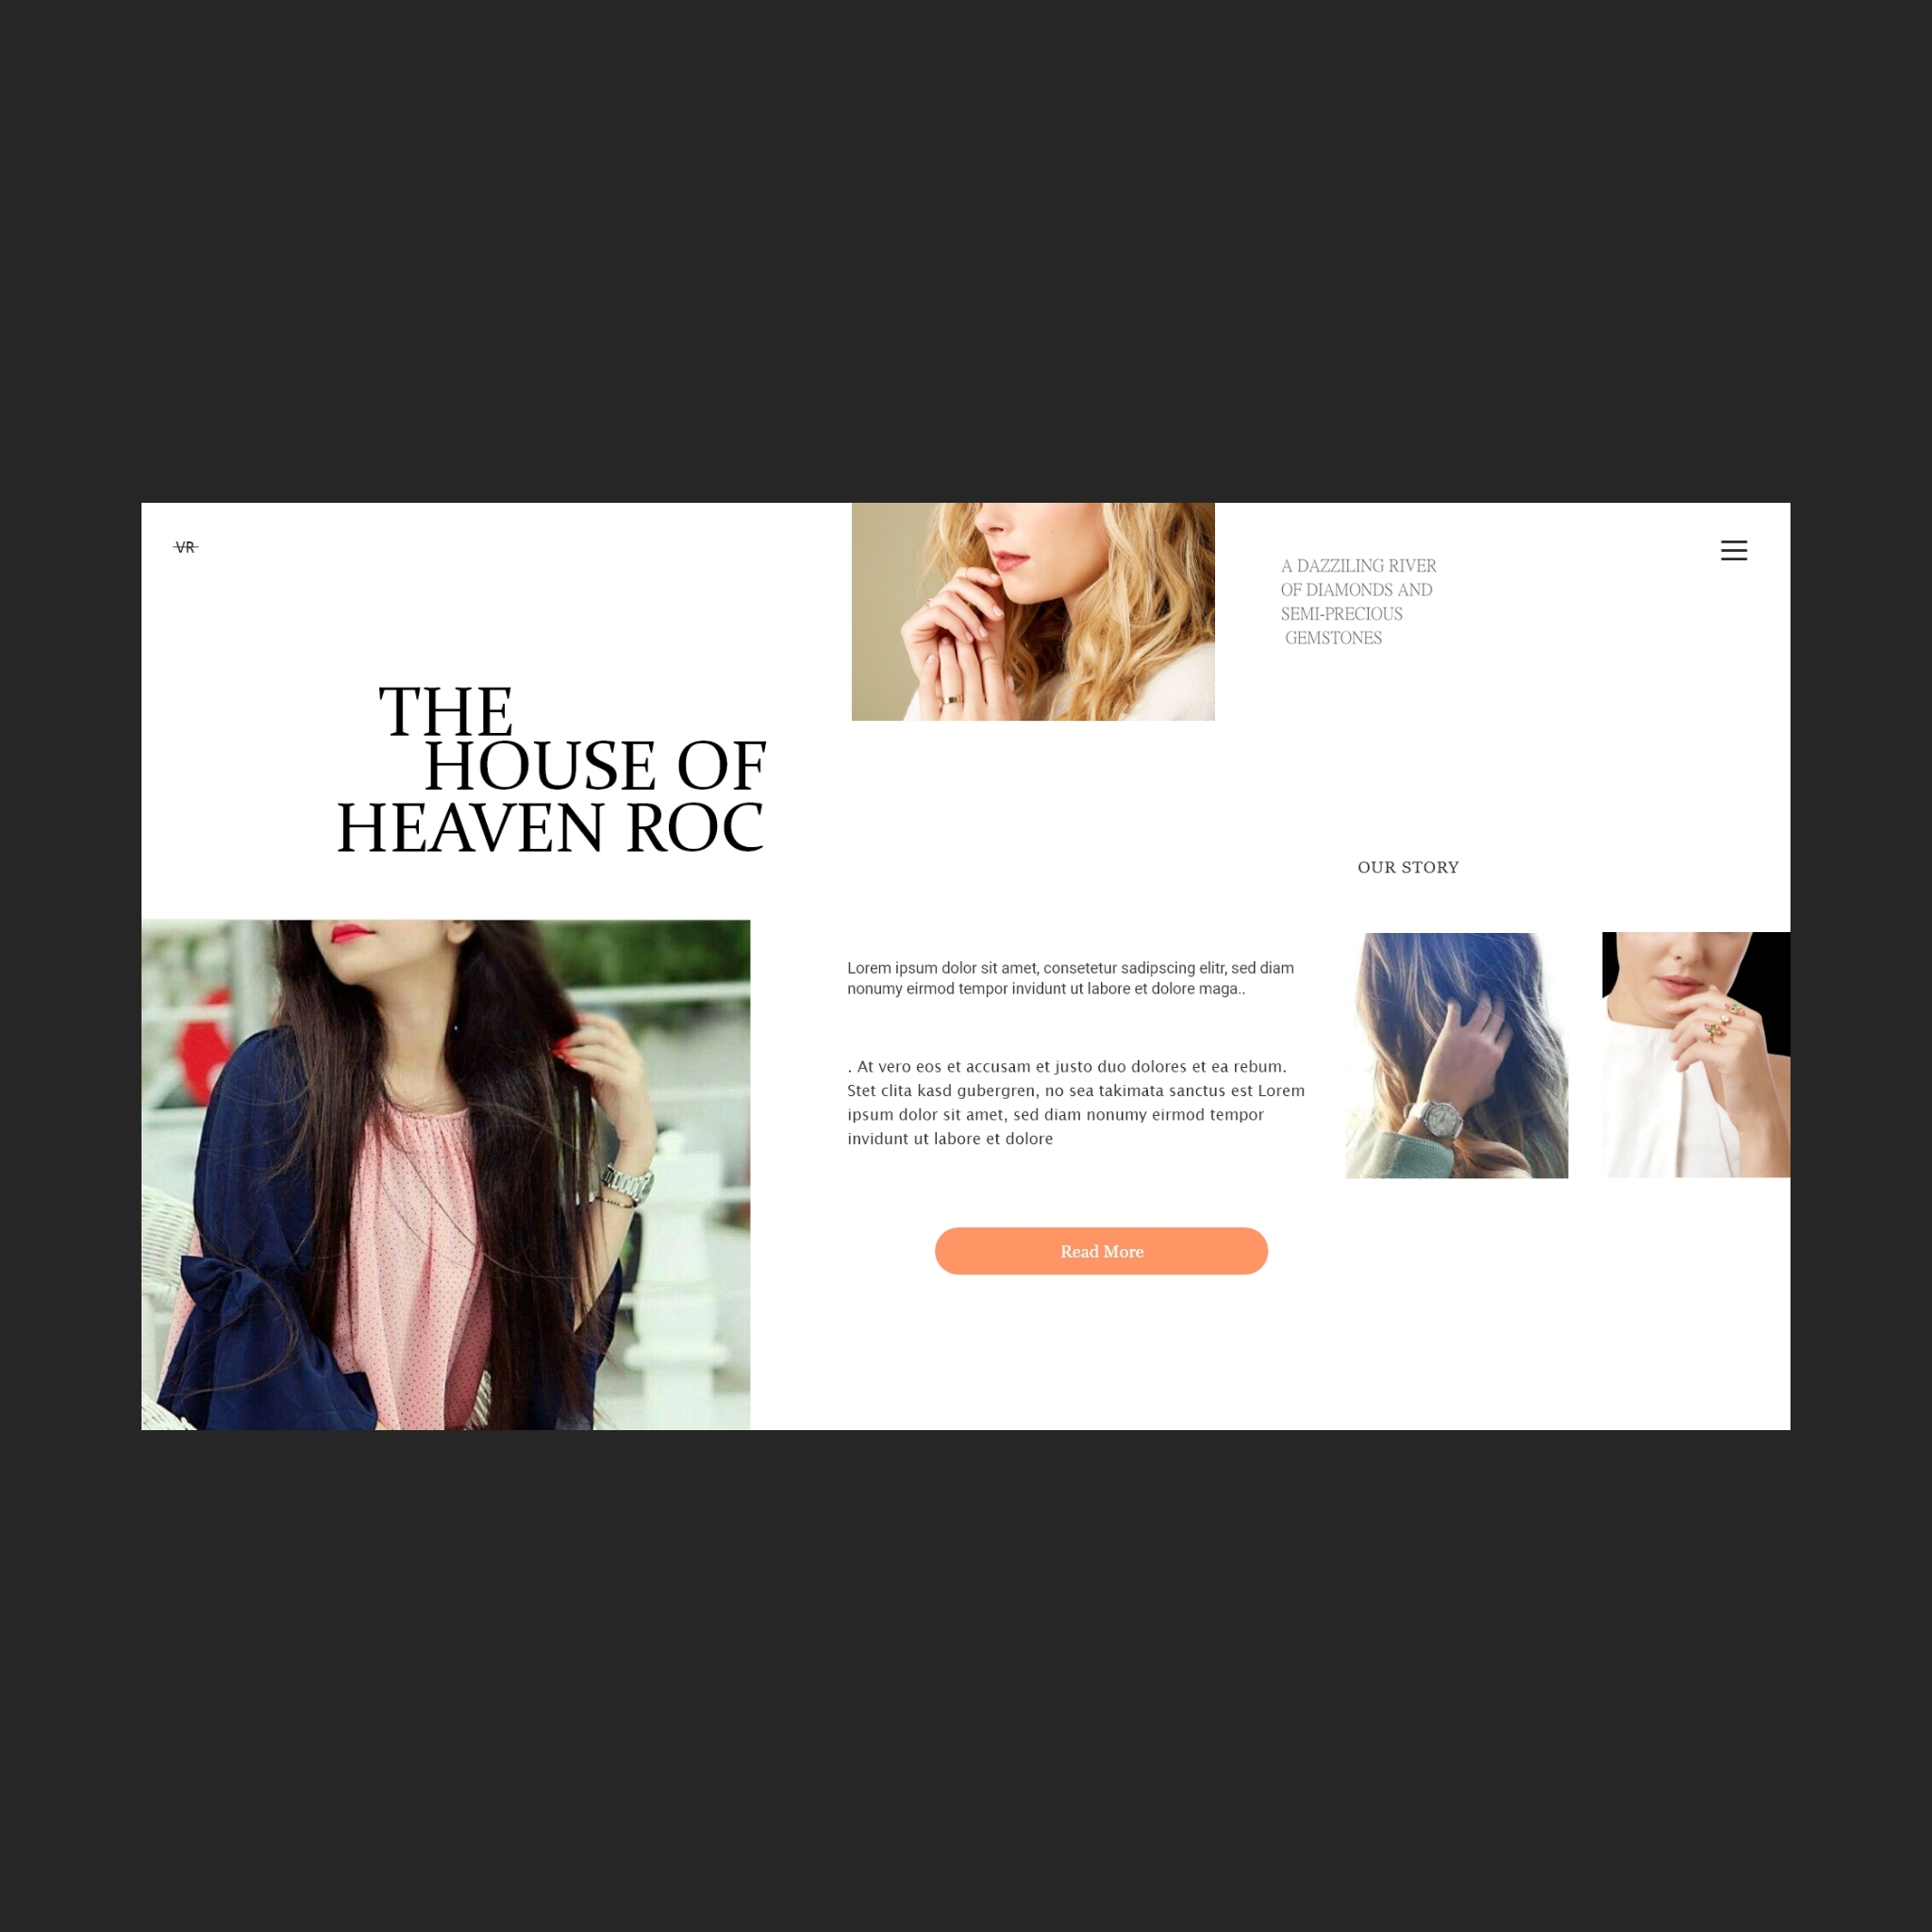 VR
A DAZZILING RIVER
OF DIAMONDS AND
SEMI-PRECIOUS
GEMSTONES
THE
HOUSE OF
HEAVEN ROC
OUR STORY
Lorem ipsum dolor sit amet, consetetur sadipscing elitr, sed diam
nonumy eirmod tempor invidunt ut labore et dolore maga..
. At vero eos et accusam et justo duo dolores et ea rebum.
Stet clita kasd gubergren, no sea takimata sanctus est Lorem
ipsum dolor sit amet, sed diam nonumy eirmod tempor
invidunt ut labore et dolore
Read More